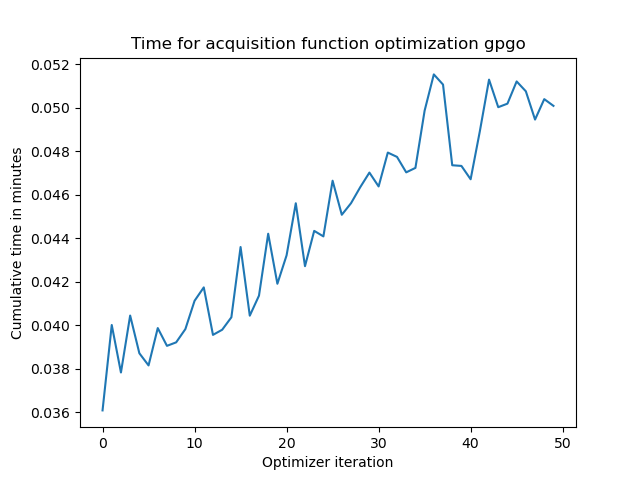 Time for acquisition function optimization gpgo
0.052
0.050
0.048
0.046
0.044
0.042
0.040
0.038
0.036
Cumulative time in minutes
0 10 20 30 40 50
Optimizer iteration